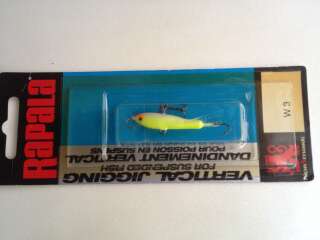 RAPALA
VERTICAL JIGGING
FOR SUSPENDED FISH
DANDINEMENT VERTICAL
POUR POISSON EN SUSPENS
W3